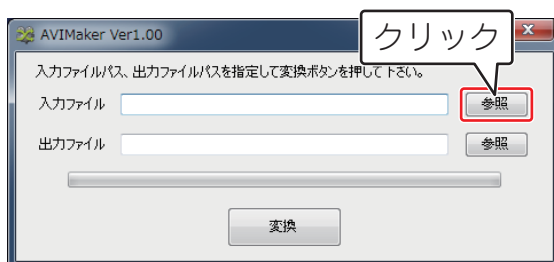 AVIMaker Ver1.00
クリック
入力ファイルパス、出力ファイルパスを指定して変換ボタンを押して下さい。
入力ファイル 参照
出力ファイル 参照
変換